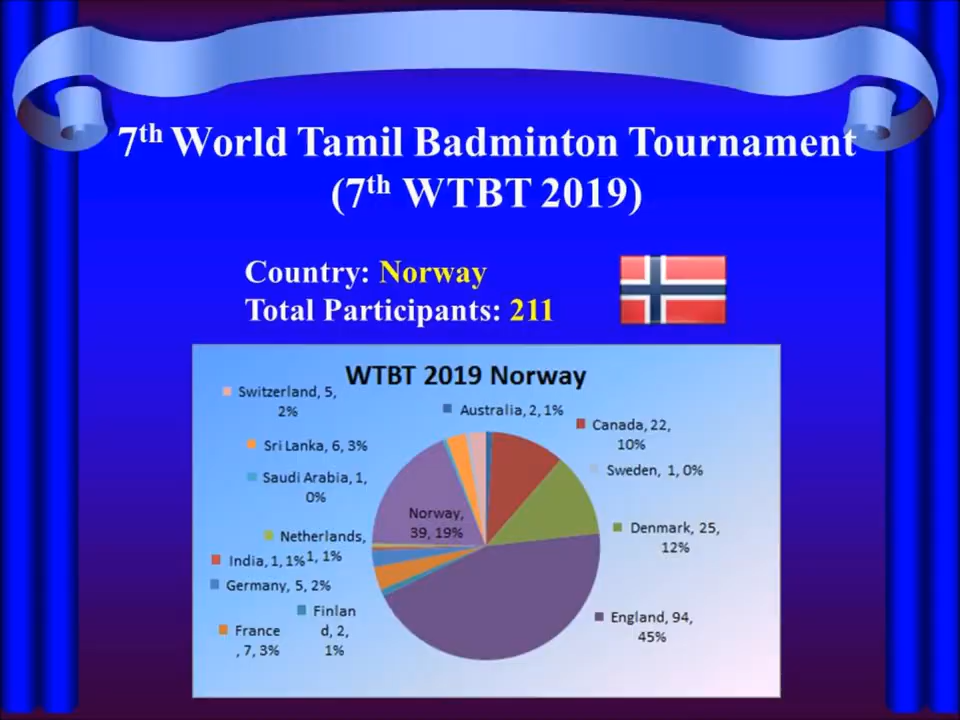 7th World Tamil Badminton Tournament
(7th WTBT 2019)
Country: Norway
Total Participants: 211
WTBT 2019 Norway
Switzerland, 5,
2%
Australia, 2, 1%
Canada, 22,
10%
Sri Lanka, 6, 3%
Sweden, 1, 0%
Saudi Arabia, 1,
0%
Norway,
39, 19%
Denmark, 25,
12%
Netherlands,
1, 1%
India, 1, 1%
Germany, 5, 2%
Finlan
d, 2,
1%
France
, 7, 3%
England, 94,
45%